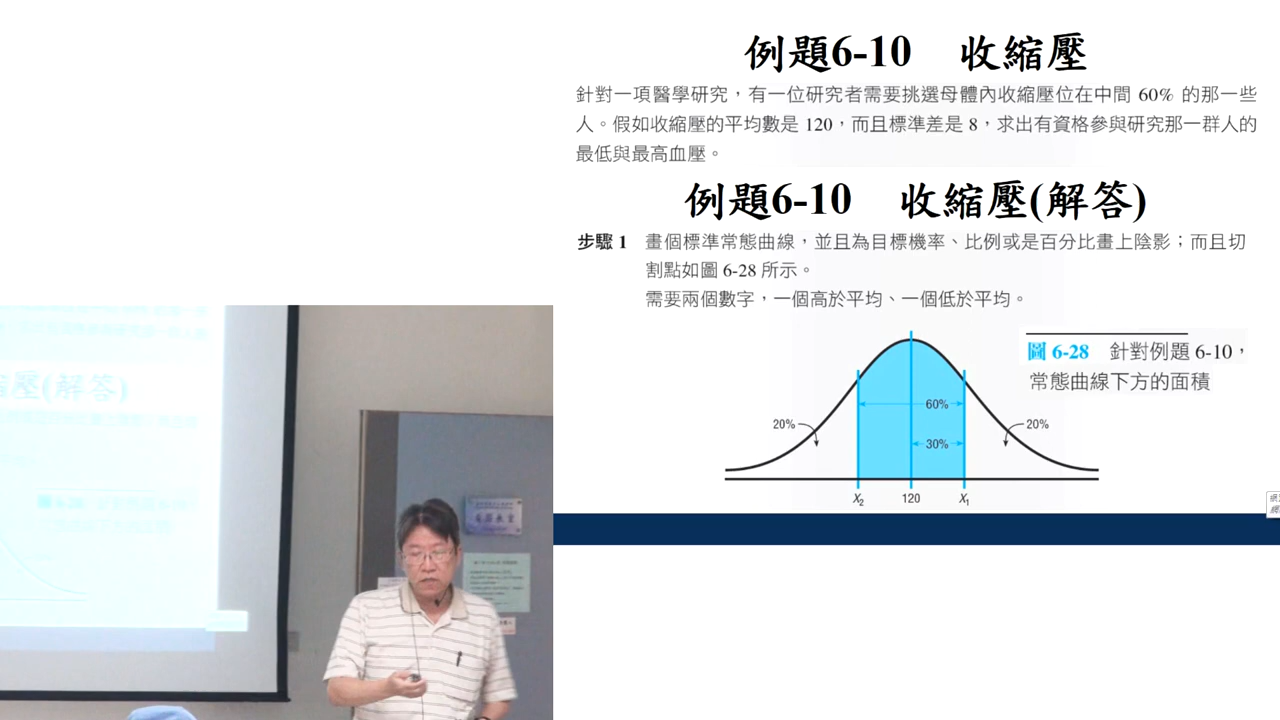 例題6-10 收縮壓
針對一項醫學研究,有一位研究者需要挑選母體內收縮壓位在中間 60% 的那一些
人。假如收縮壓的平均數是 120,而且標準差是 8,求出有資格參與研究那一群人的
最低與最高血壓。
例題6-10 收縮壓(解答)
步驟 1 畫個標準常態曲線,並且為目標機率、比例或是百分比畫上陰影;而且切
割點如圖 6-28 所示。
需要兩個數字,一個高於平均、一個低於平均。
圖 6-28 針對例題 6-10,
常態曲線下方的面積
60%
20%
20%
30%
X2 120 X1
壓(解答)